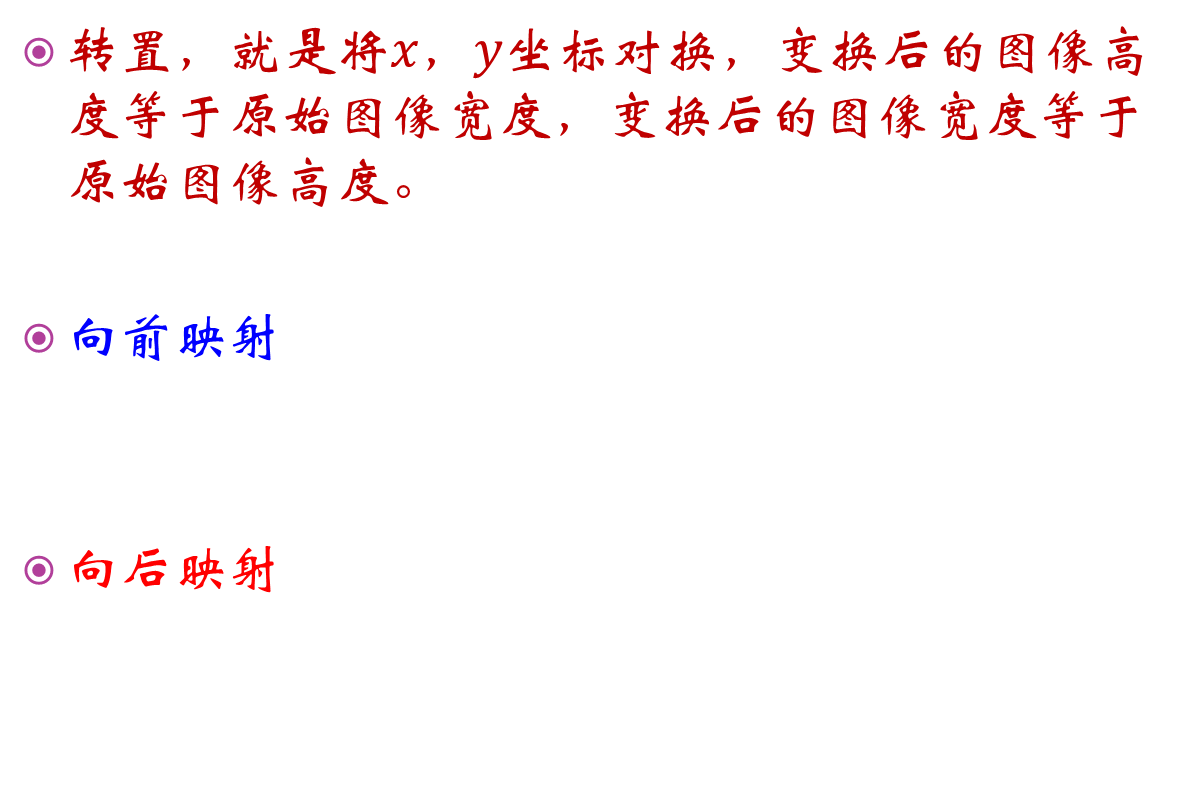 转置，就是将x，y坐标对换，变换后的图像高
度等于原始图像宽度，变换后的图像宽度等于
原始图像高度。
向前映射
向后映射